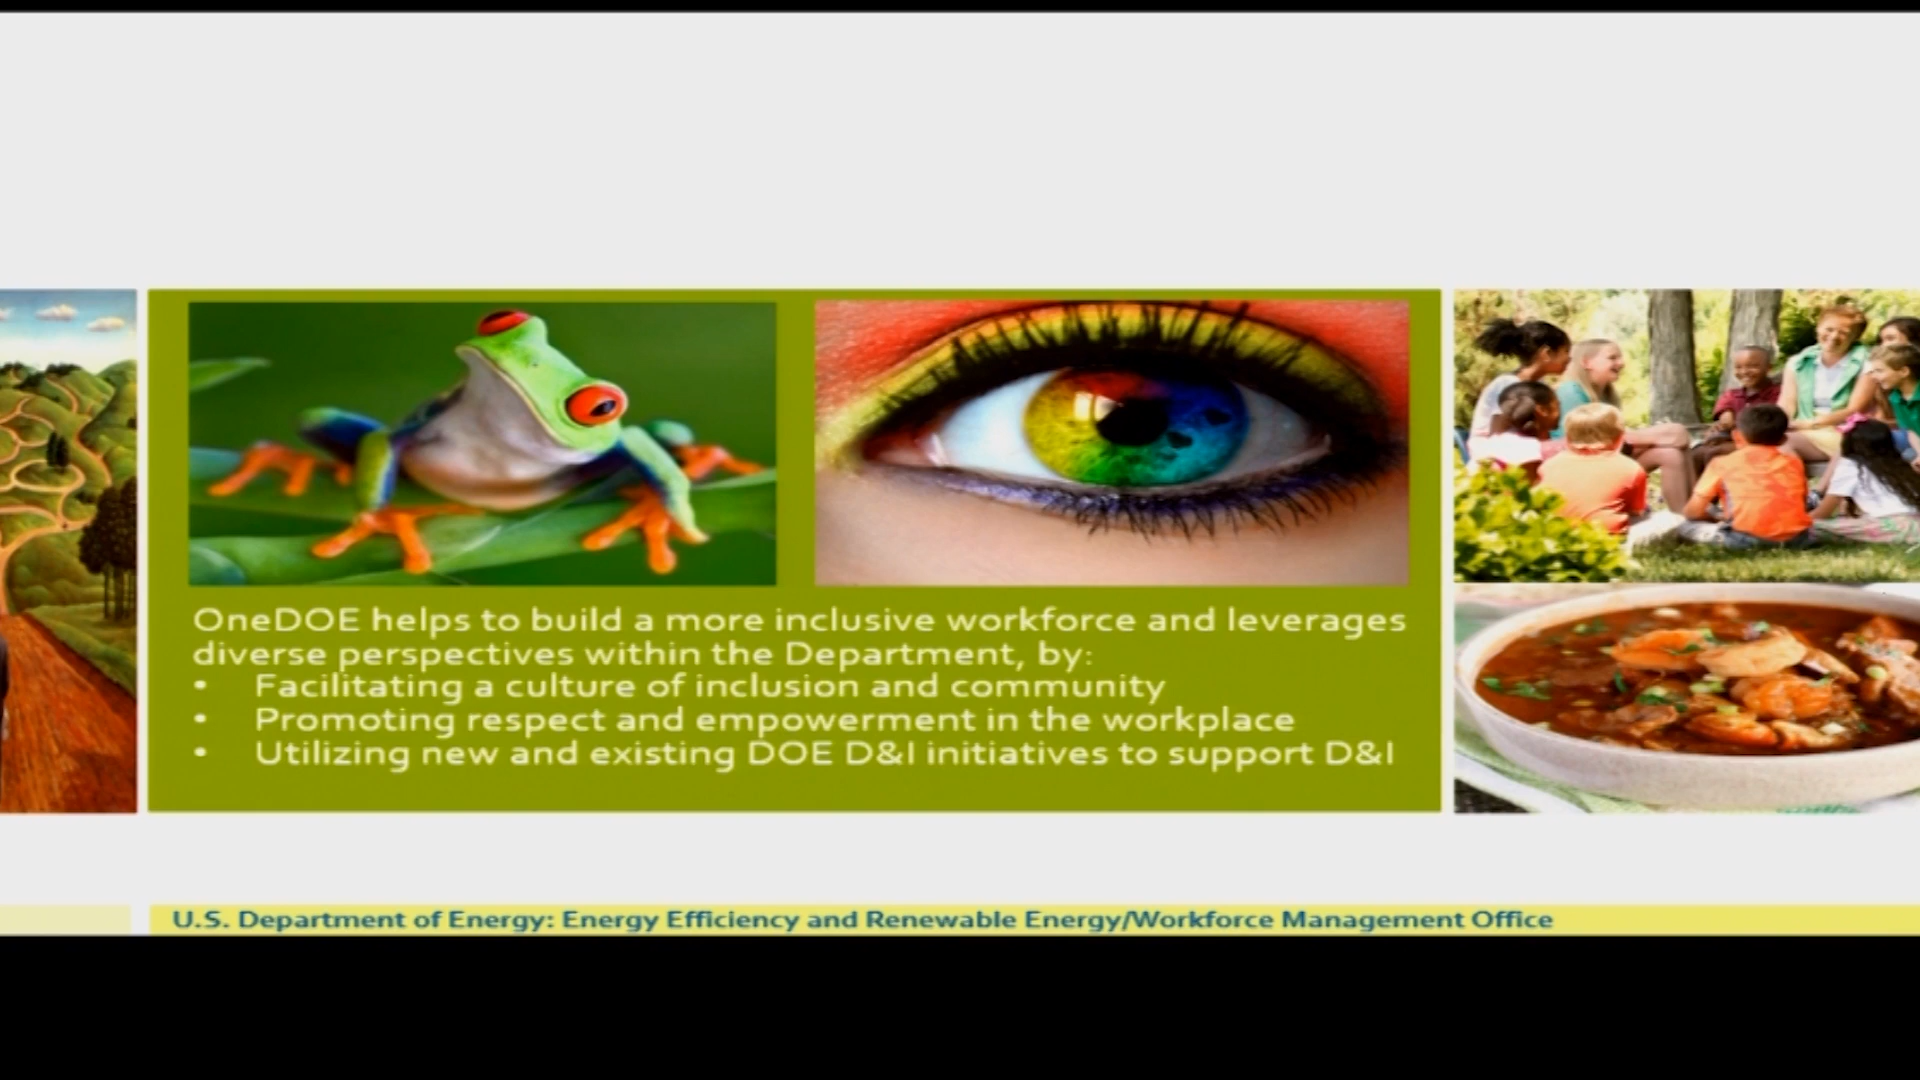 OneDOE helps to build a more inclusive workforce and leverages
diverse perspectives within the Department, by:
• Facilitating a culture of inclusion and community
• Promoting respect and empowerment in the workplace
• Utilizing new and existing DOE D&I initiatives to support D&I
U.S. Department of Energy: Energy Efficiency and Renewable Energy/Workforce Management Office